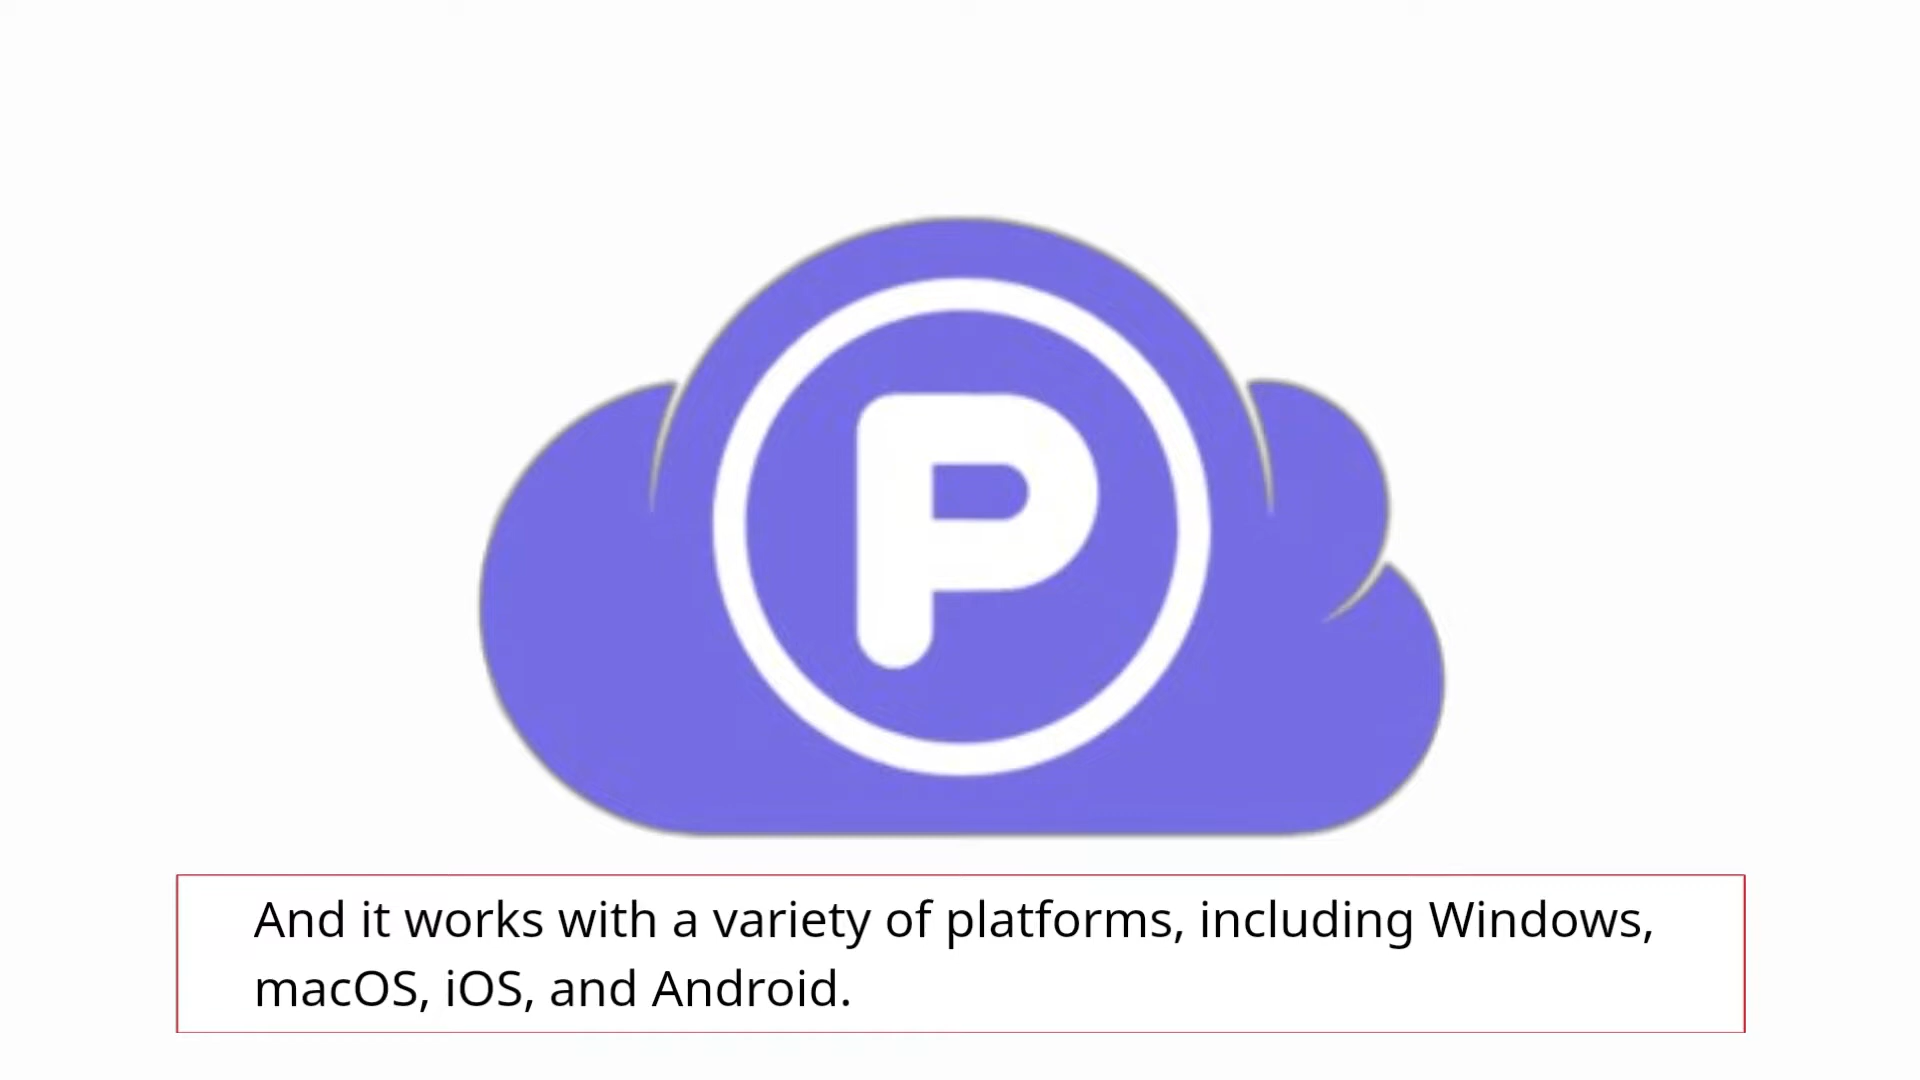 P
And it works with a variety of platforms, including Windows,
macOS, iOS, and Android.